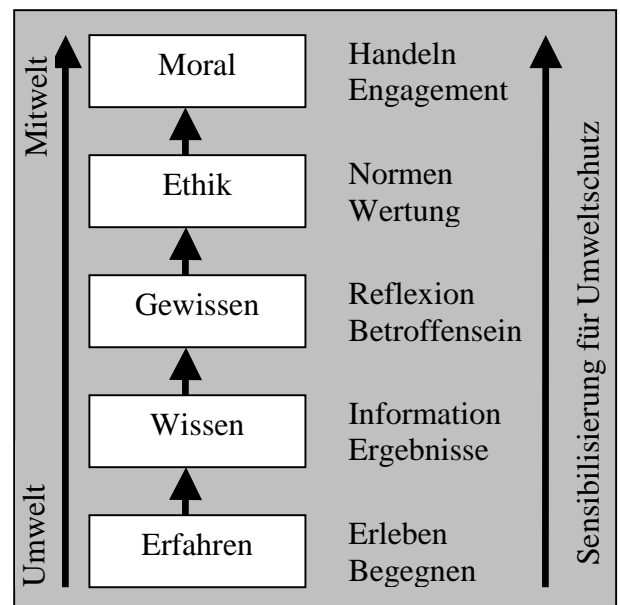 Mitwelt
Moral
Handeln
Engagement
Ethik
Normen
Wertung
Gewissen
Reflexion
Betroffensein
Wissen
Information
Ergebnisse
Umwelt
Erfahren
Erleben
Begegnen
Sensibilisierung für Umweltschutz